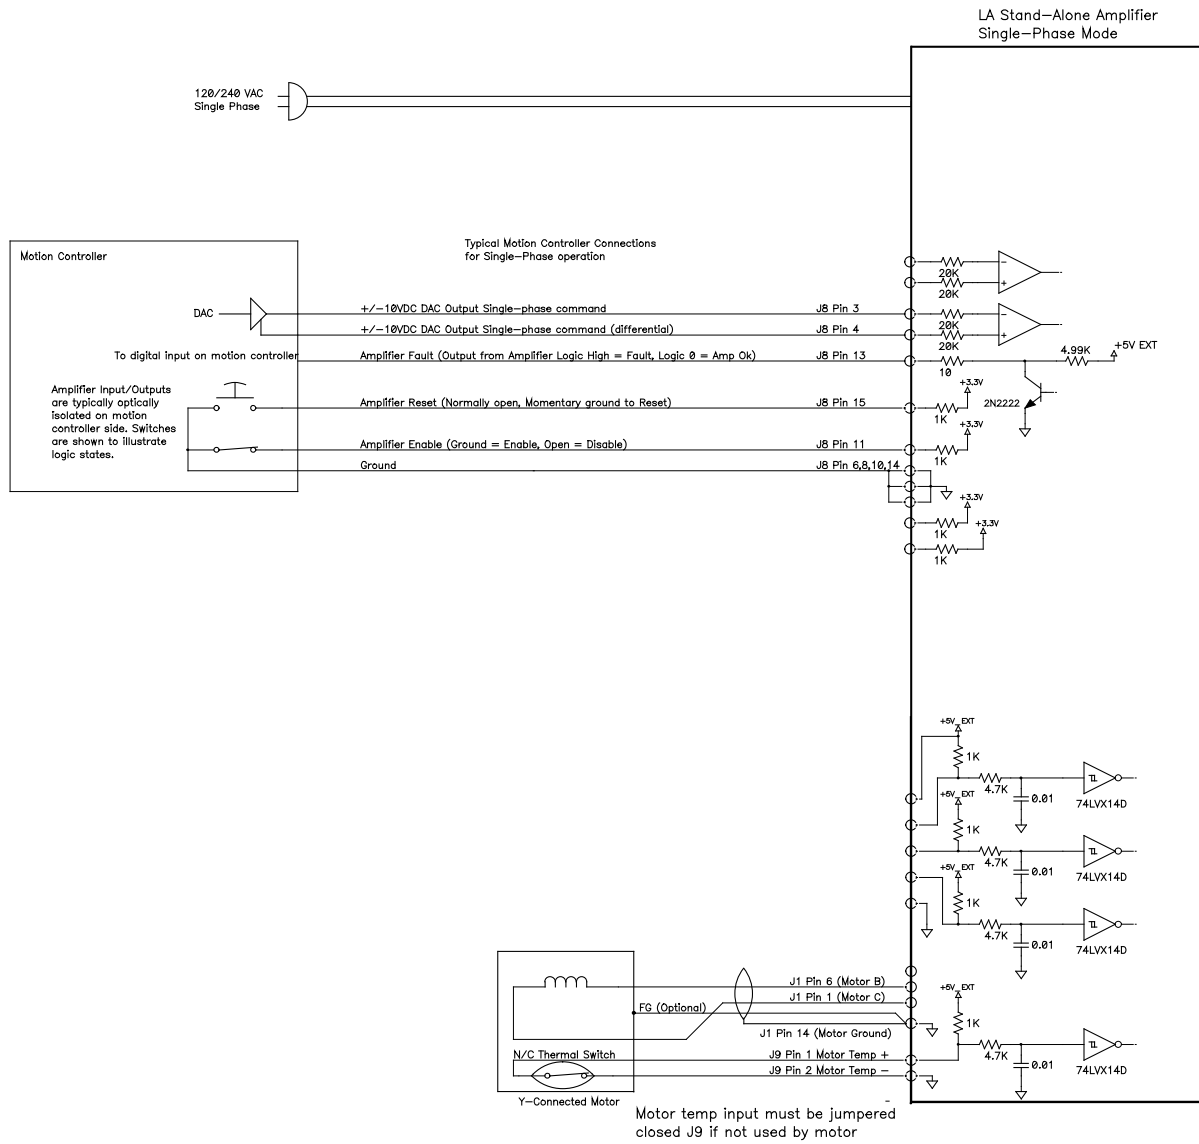 LA Stand-Alone Amplifier
Single-Phase Mode
120/240 VAC
Single Phase
Motion Controller
Typical Motion Controller Connections
for Single-Phase operation
DAC
+/-10VDC DAC Output Single-phase command
J8 Pin 3
+/-10VDC DAC Output Single-phase command (differential)
J8 Pin 4
To digital input on motion controller
Amplifier Fault (Output from Amplifier Logic High = Fault, Logic 0 = Amp Ok)
J8 Pin 13
Amplifier Input/Outputs
are typically optically
isolated on motion
controller side. Switches
are shown to illustrate
logic states.
Amplifier Reset (Normally open, Momentary ground to Reset)
J8 Pin 15
Amplifier Enable (Ground = Enable, Open = Disable)
J8 Pin 11
Ground
J8 Pin 6,8,10,14
20K
-
+
20K
20K
-
+
20K
10
4.99K
+5V EXT
2N2222
+3.3V
1K
+3.3V
1K
+3.3V
1K
+3.3V
1K
+5V EXT
1K
4.7K
0.01
74LVX14D
+5V EXT
1K
4.7K
0.01
74LVX14D
+5V EXT
1K
4.7K
0.01
74LVX14D
+5V EXT
1K
4.7K
0.01
74LVX14D
J1 Pin 6 (Motor B)
J1 Pin 1 (Motor C)
FG (Optional)
J1 Pin 14 (Motor Ground)
N/C Thermal Switch
J9 Pin 1 Motor Temp +
J9 Pin 2 Motor Temp -
Y-Connected Motor
Motor temp input must be jumpered
closed J9 if not used by motor